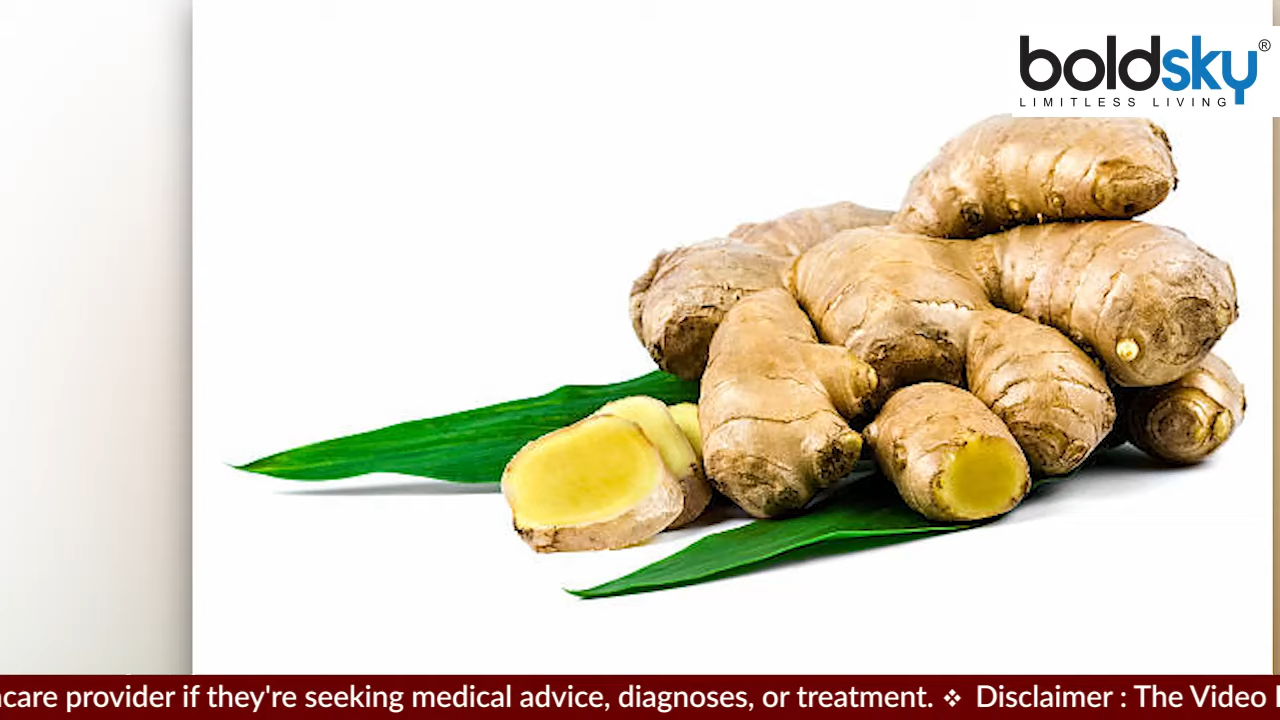 boldsky®
LIMITLESS LIVING
care provider if they're seeking medical advice, diagnoses, or treatment. ❖ Disclaimer : The Video